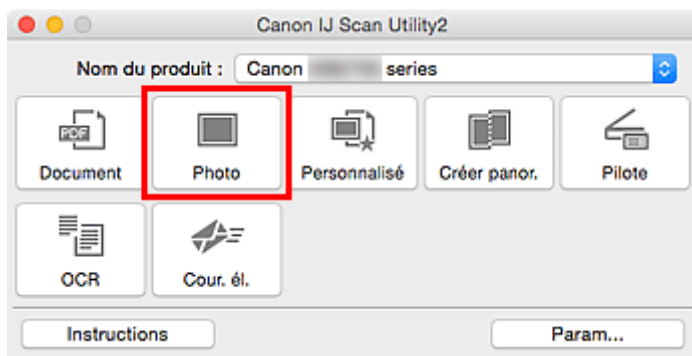 Canon IJ Scan Utility2
Nom du produit : Canon series
PDF
Document Photo Personnalisé Créer panor. Pilote
OCR Cour. él.
Instructions Param...